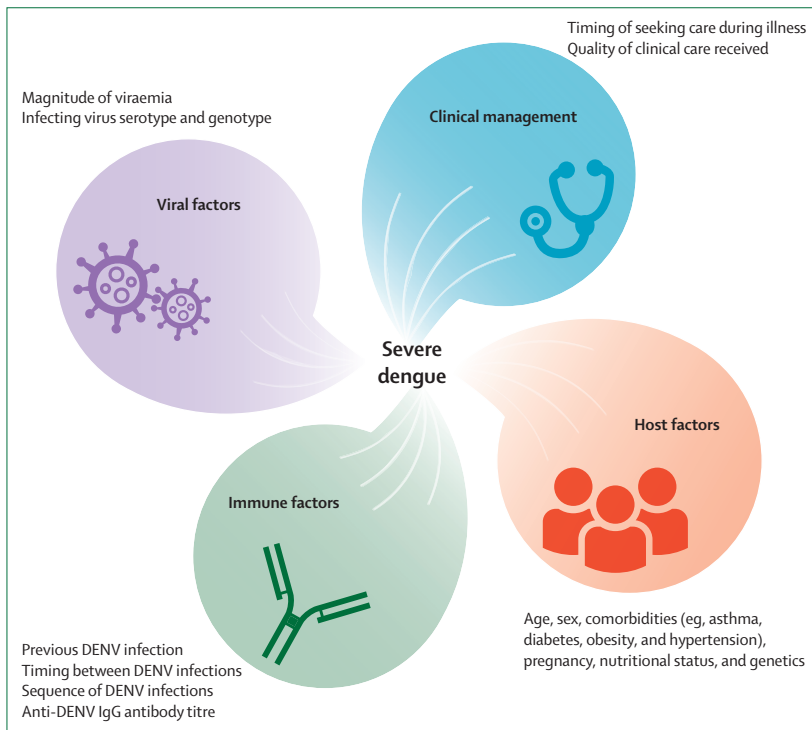 Timing of seeking care during illness
Quality of clinical care received
Clinical management
Magnitude of viraemia
Infecting virus serotype and genotype
Viral factors
Severe
dengue
Host factors
Age, sex, comorbidities (eg, asthma,
diabetes, obesity, and hypertension),
pregnancy, nutritional status, and genetics
Immune factors
Previous DENV infection
Timing between DENV infections
Sequence of DENV infections
Anti-DENV IgG antibody titre